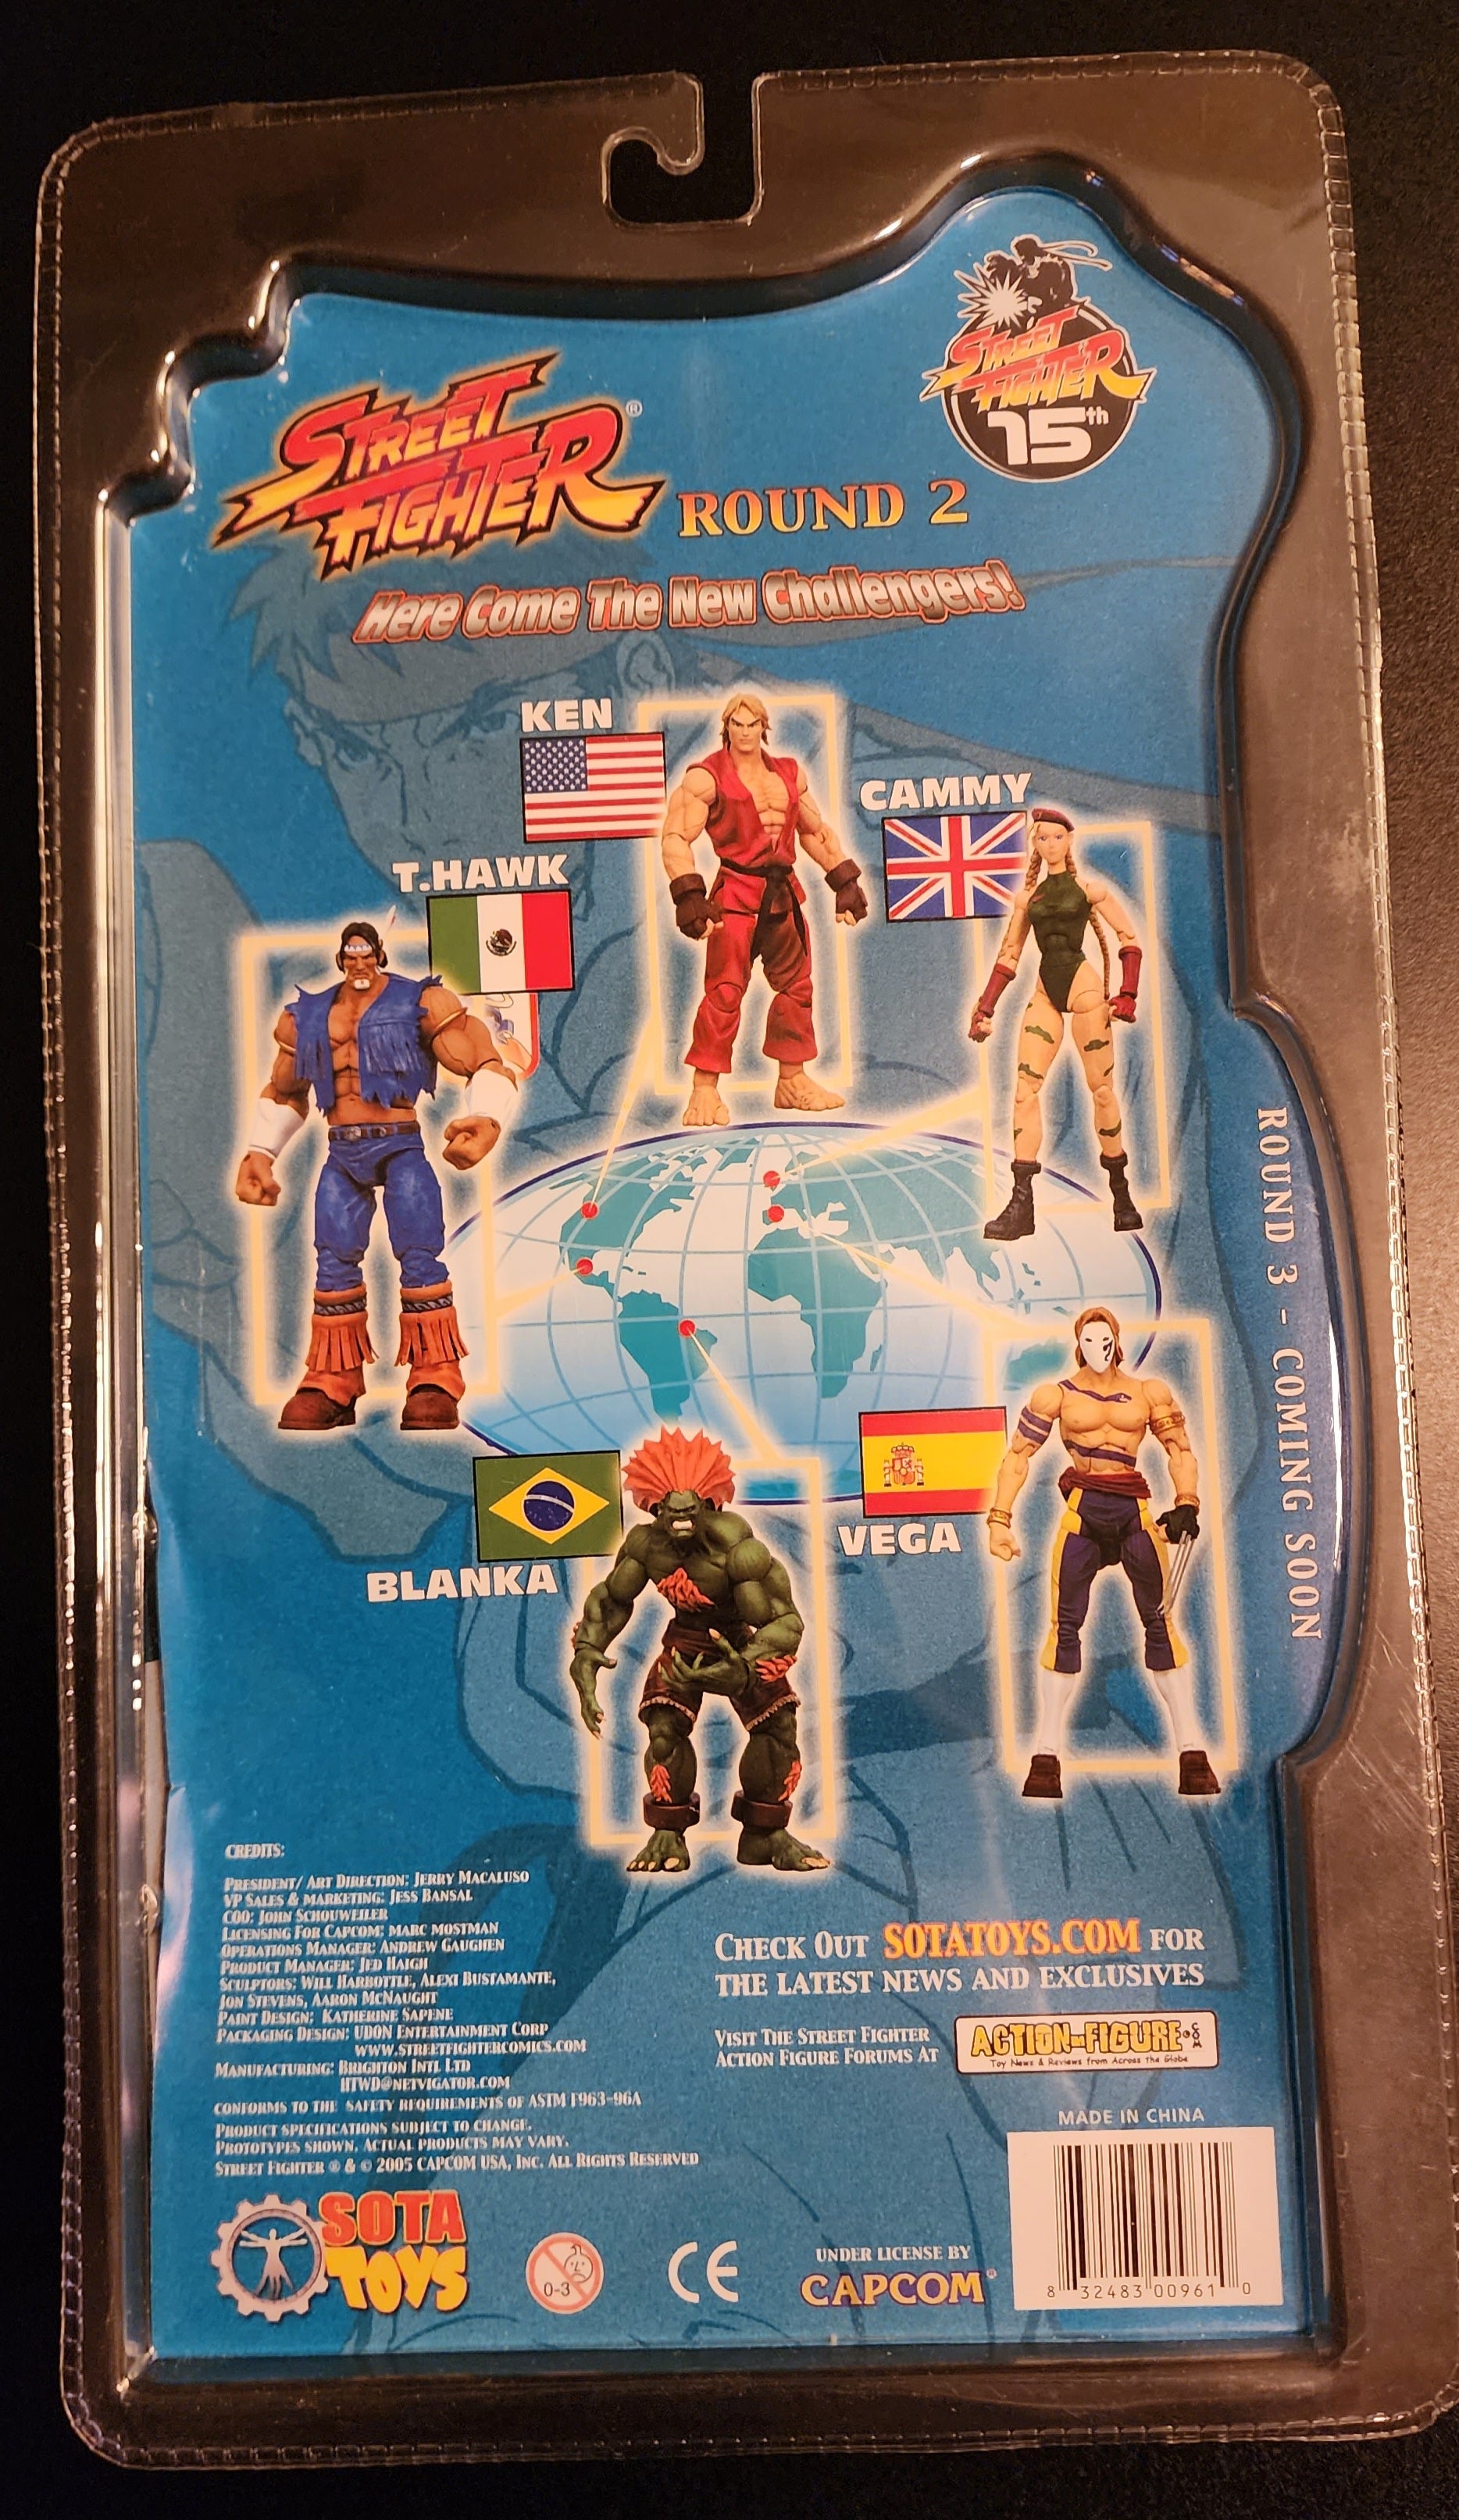 STREET
FIGHTER®
STREET
FIGHTER
15th
ROUND 2
Here Come The New Challengers!
KEN
CAMMY
T.HAWK
ROUND 3 - COMING SOON
VEGA
BLANKA
CREDITS:
PRESIDENT/ ART DIRECTION: JERRY MACALUSO
VP SALES & MARKETING: JESS BANSAL
COO: JOHN SCHOUWEILER
LICENSING FOR CAPCOM: MARC MOSTMAN
OPERATIONS MANAGER: ANDREW GAUGHEN
PRODUCT MANAGER: JED HAIGH
SCULPTORS: WILL HARBOTTLE, ALEXI BUSTAMANTE,
JON STEVENS, AARON MCNAUGHT
PAINT DESIGN: KATHERINE SAPENE
PACKAGING DESIGN: UDON ENTERTAINMENT CORP
WWW.STREETFIGHTERCOMICS.COM
MANUFACTURING: BRIGHTON INTL LTD
HTWD@NETVIGATOR.COM
CONFORMS TO THE SAFETY REQUIREMENTS OF ASTM F963-96A
PRODUCT SPECIFICATIONS SUBJECT TO CHANGE.
PROTOTYPES SHOWN, ACTUAL PRODUCTS MAY VARY.
STREET FIGHTER ® & © 2005 CAPCOM USA, INC. ALL RIGHTS RESERVED
CHECK OUT SOTATOYS.COM FOR
THE LATEST NEWS AND EXCLUSIVES
VISIT THE STREET FIGHTER
ACTION FIGURE FORUMS AT
ACTION-FIGURE.COM
Toy News & Reviews from Across the Globe
MADE IN CHINA
SOTA
TOYS
0-3
CE
UNDER LICENSE BY
CAPCOM®
8 32483 00961 0